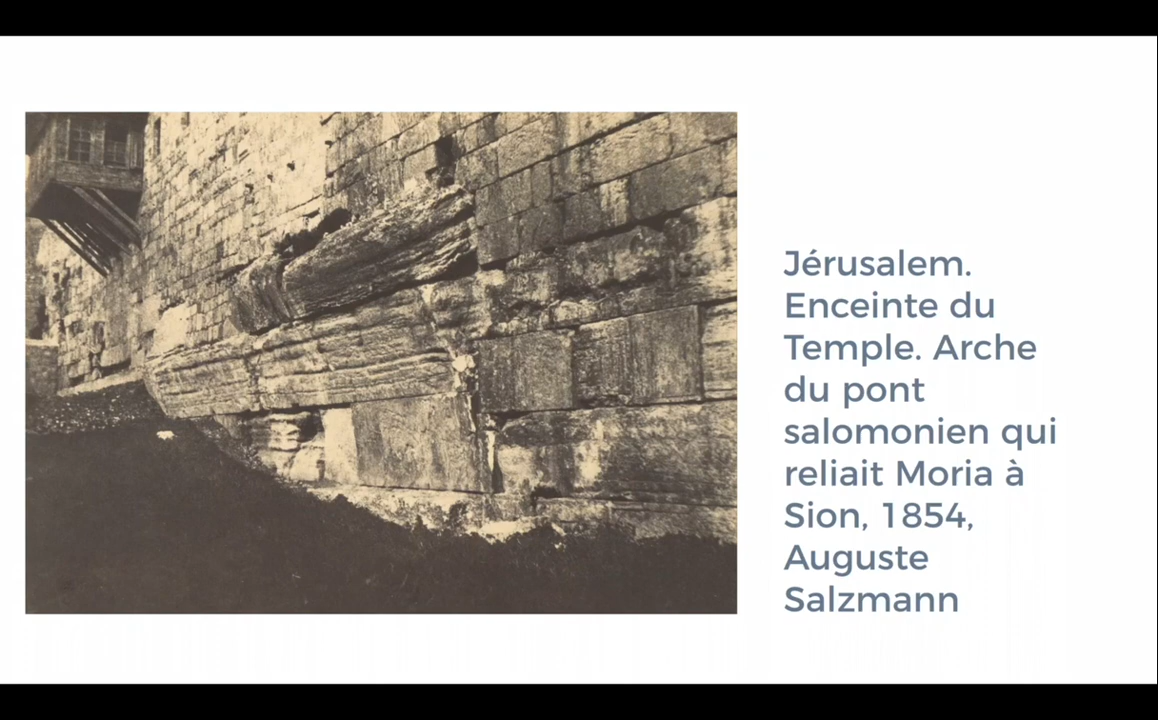 Jérusalem.
Enceinte du
Temple. Arche
du pont
salomonien qui
reliait Moria à
Sion, 1854,
Auguste
Salzmann